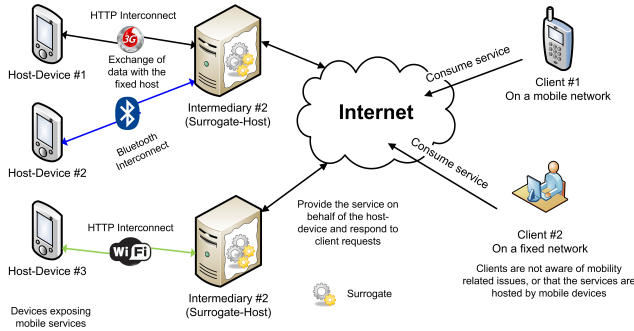 HTTP Interconnect
3G
Exchange of
data with the
fixed host
Host-Device #1
Intermediary #2
(Surrogate-Host)
Bluetooth
Interconnect
Host-Device #2
Internet
Consume service
Client #1
On a mobile network
Consume service
Client #2
On a fixed network
Clients are not aware of mobility
related issues, or that the services are
hosted by mobile devices
HTTP Interconnect
WiFi
Host-Device #3
Intermediary #2
(Surrogate-Host)
Provide the service on
behalf of the host-
device and respond to
client requests
Surrogate
Devices exposing
mobile services